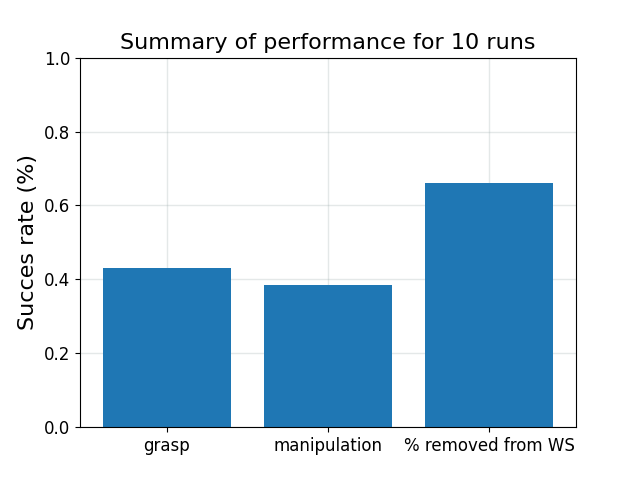 Summary of performance for 10 runs
Succes rate (%)
1.0
0.8
0.6
0.4
0.2
0.0
grasp
manipulation
% removed from WS